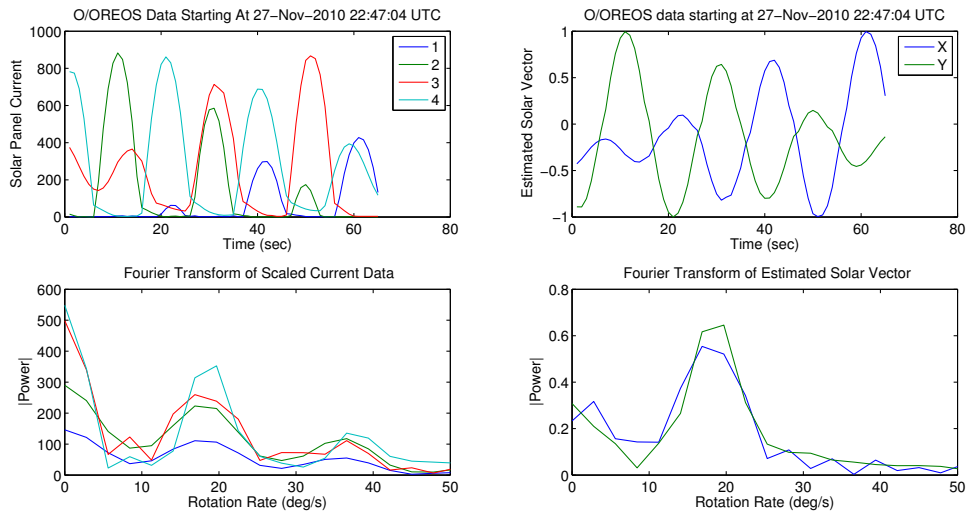 O/OREOS Data Starting At 27−Nov−2010 22:47:04 UTC
1000
800
600
400
200
0
Solar Panel Current
0 20 40 60 80
Time (sec)
1
2
3
4
O/OREOS data starting at 27−Nov−2010 22:47:04 UTC
1
0.5
0
−0.5
−1
Estimated Solar Vector
0 20 40 60 80
Time (sec)
X
Y
Fourier Transform of Scaled Current Data
600
500
400
300
200
100
0
|Power|
0 10 20 30 40 50
Rotation Rate (deg/s)
Fourier Transform of Estimated Solar Vector
0.8
0.6
0.4
0.2
0
|Power|
0 10 20 30 40 50
Rotation Rate (deg/s)